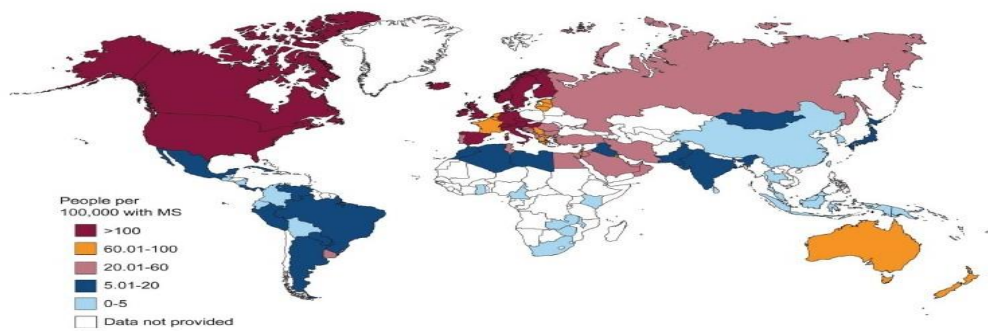 People per
100,000 with MS
>100
60.01-100
20.01-60
5.01-20
0-5
Data not provided